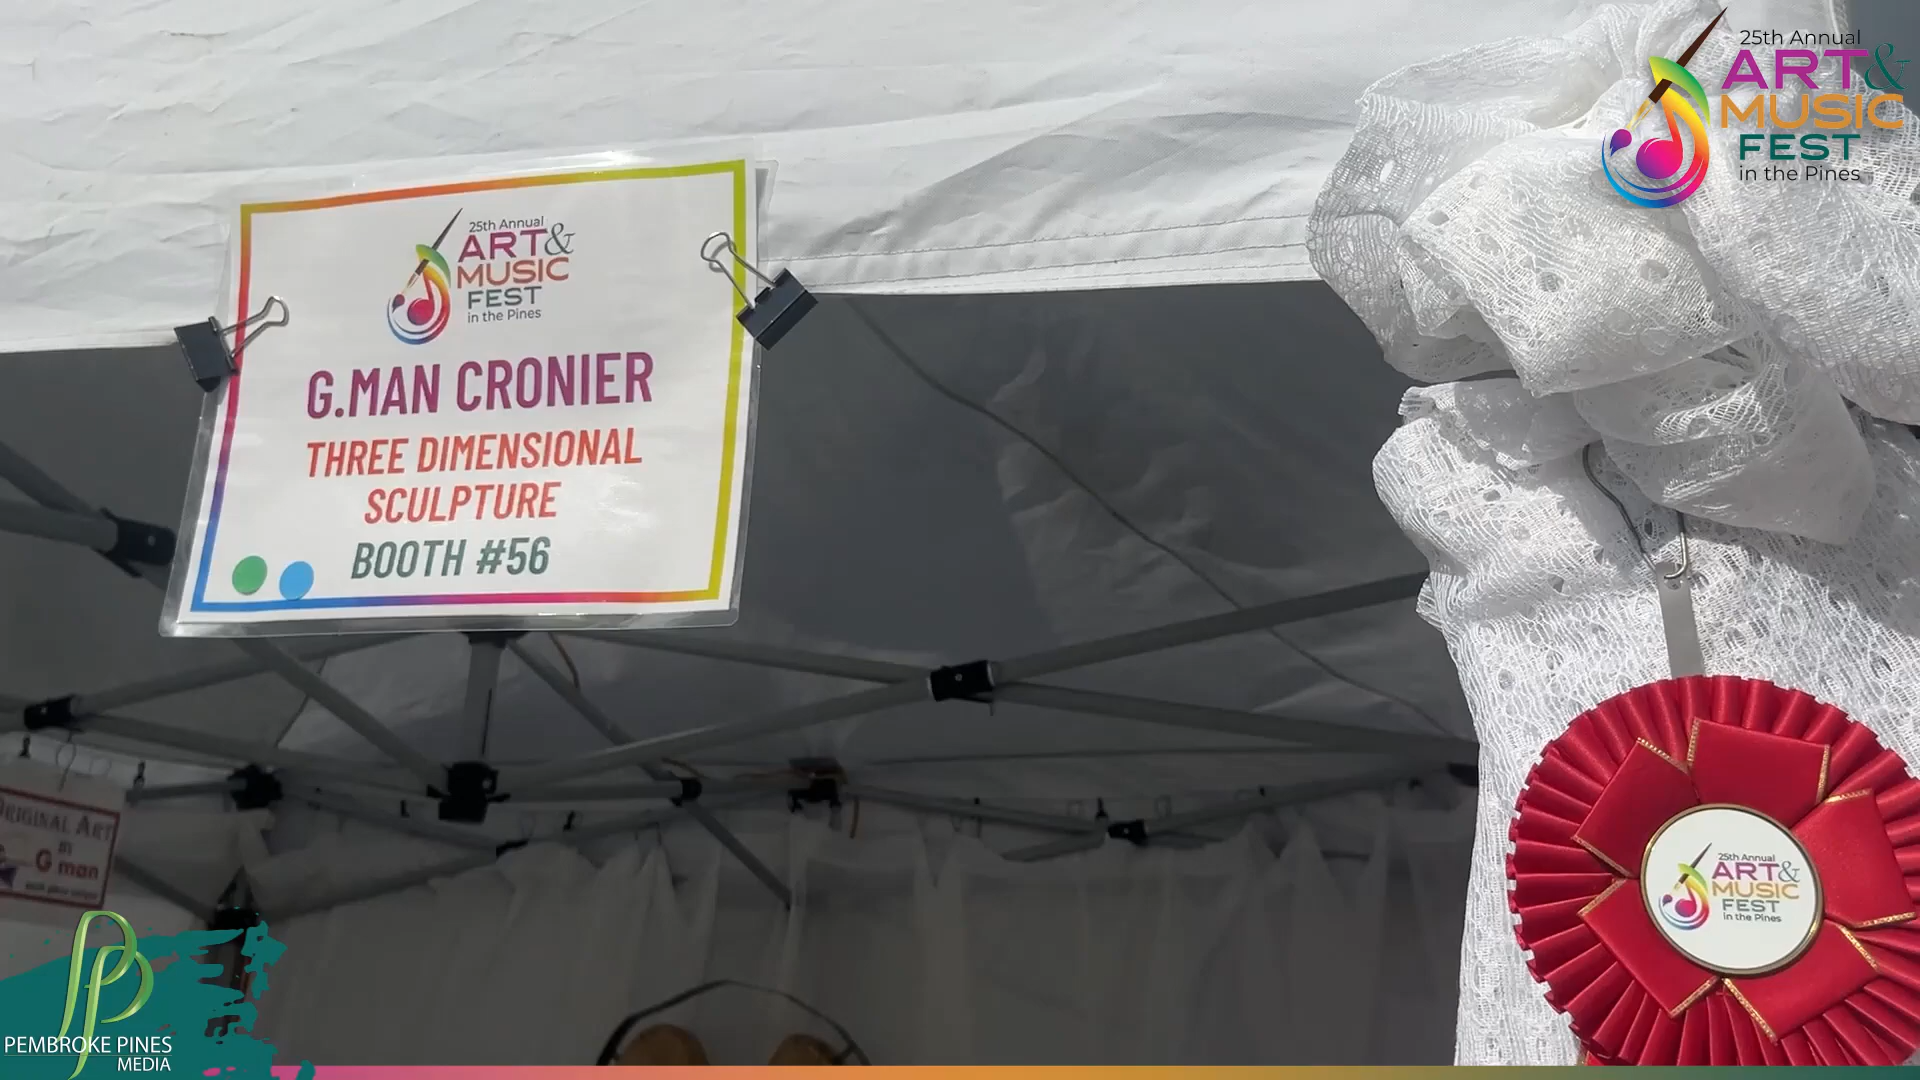 25th Annual
ART&
MUSIC
FEST
in the Pines
25th Annual
ART&
MUSIC
FEST
in the Pines
G.MAN CRONIER
THREE DIMENSIONAL
SCULPTURE
BOOTH #56
ORIGINAL ART
BY
G man
25th Annual
ART&
MUSIC
FEST
in the Pines
PEMBROKE PINES
MEDIA